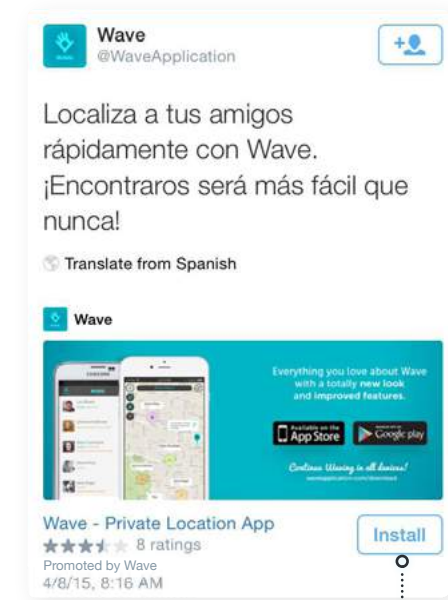 Wave
@WaveApplication
Localiza a tus amigos
rápidamente con Wave.
¡Encontraros será más fácil que
nunca!
Translate from Spanish
Wave
Everything you love about Wave
with a totally new look
and improved features.
Available on the
App Store
Google play
Continue Waving in all devices!
waveapplication.com/download
Wave - Private Location App
8 ratings
Install
Promoted by Wave
4/8/15, 8:16 AM